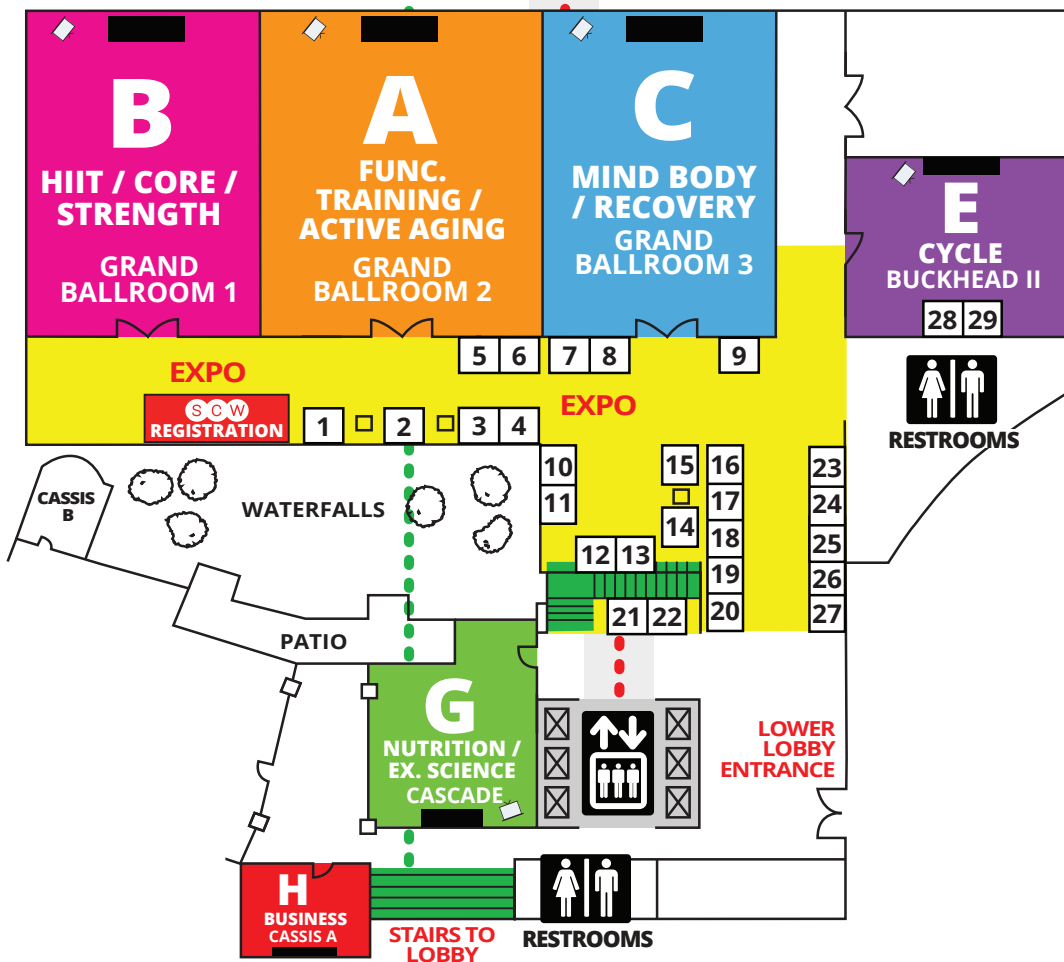 B
HIIT / CORE /
STRENGTH
GRAND
BALLROOM 1
A
FUNC.
TRAINING /
ACTIVE AGING
GRAND
BALLROOM 2
C
MIND BODY
/ RECOVERY
GRAND
BALLROOM 3
E
CYCLE
BUCKHEAD II
28 29
5 6 7 8 9
EXPO
EXPO
SCW
REGISTRATION
1 2 3 4
RESTROOMS
10
11
15
14
12 13
16
17
18
19
20
21 22
23
24
25
26
27
CASSIS
B
WATERFALLS
PATIO
G
NUTRITION /
EX. SCIENCE
CASCADE
LOWER
LOBBY
ENTRANCE
H
BUSINESS
CASSIS A
STAIRS TO
LOBBY
RESTROOMS